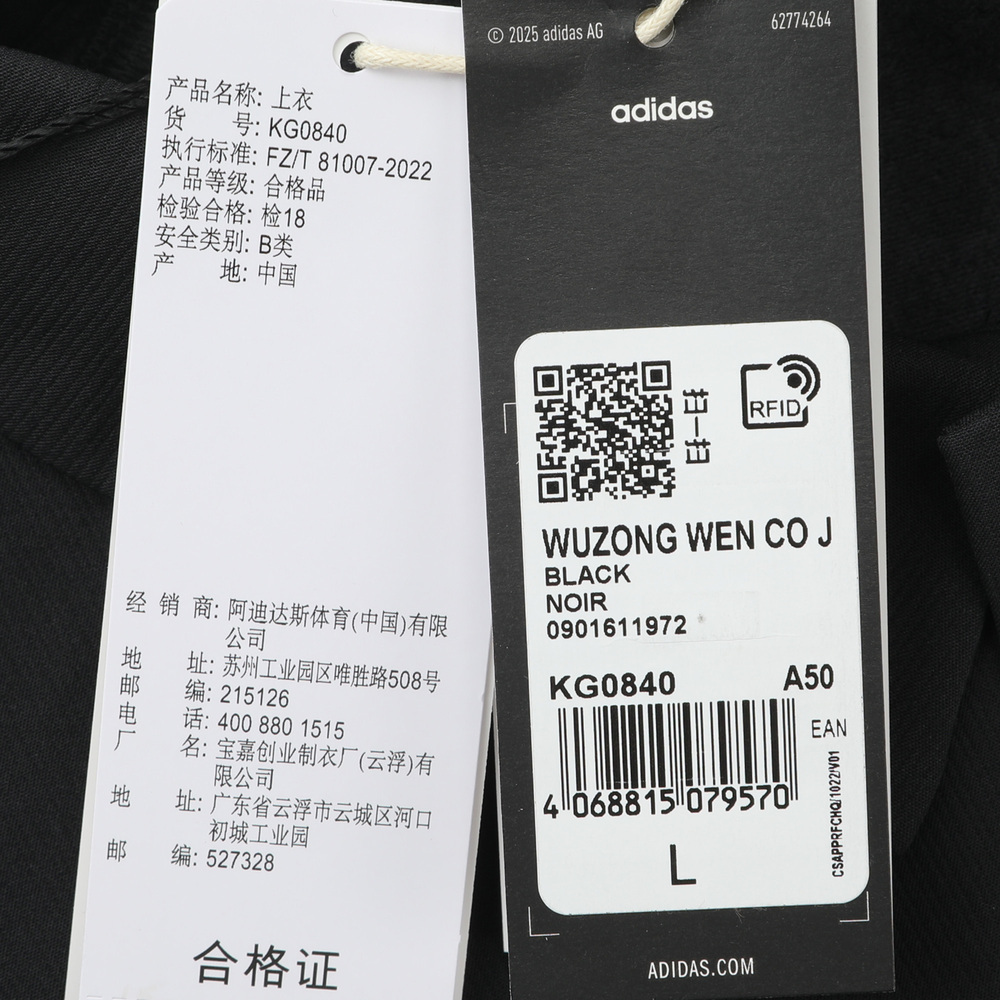 产品名称: 上衣
货 号: KG0840
执行标准: FZ/T 81007-2022
产品等级: 合格品
检验合格: 检18
安全类别: B类
产 地: 中国
经 销 商: 阿迪达斯体育(中国)有限
公司
地 址: 苏州工业园区唯胜路508号
邮 编: 215126
电 话: 400 880 1515
厂 名: 宝嘉创业制衣厂(云浮)有
限公司
地 址: 广东省云浮市云城区河口
初城工业园
邮 编: 527328
合格证
© 2025 adidas AG
62774264
adidas
RFID
WUZONG WEN CO J
BLACK
NOIR
0901611972
KG0840 A50
EAN
4 068815 079570
CSAPPRFCHQ/1022/V01
L
ADIDAS.COM